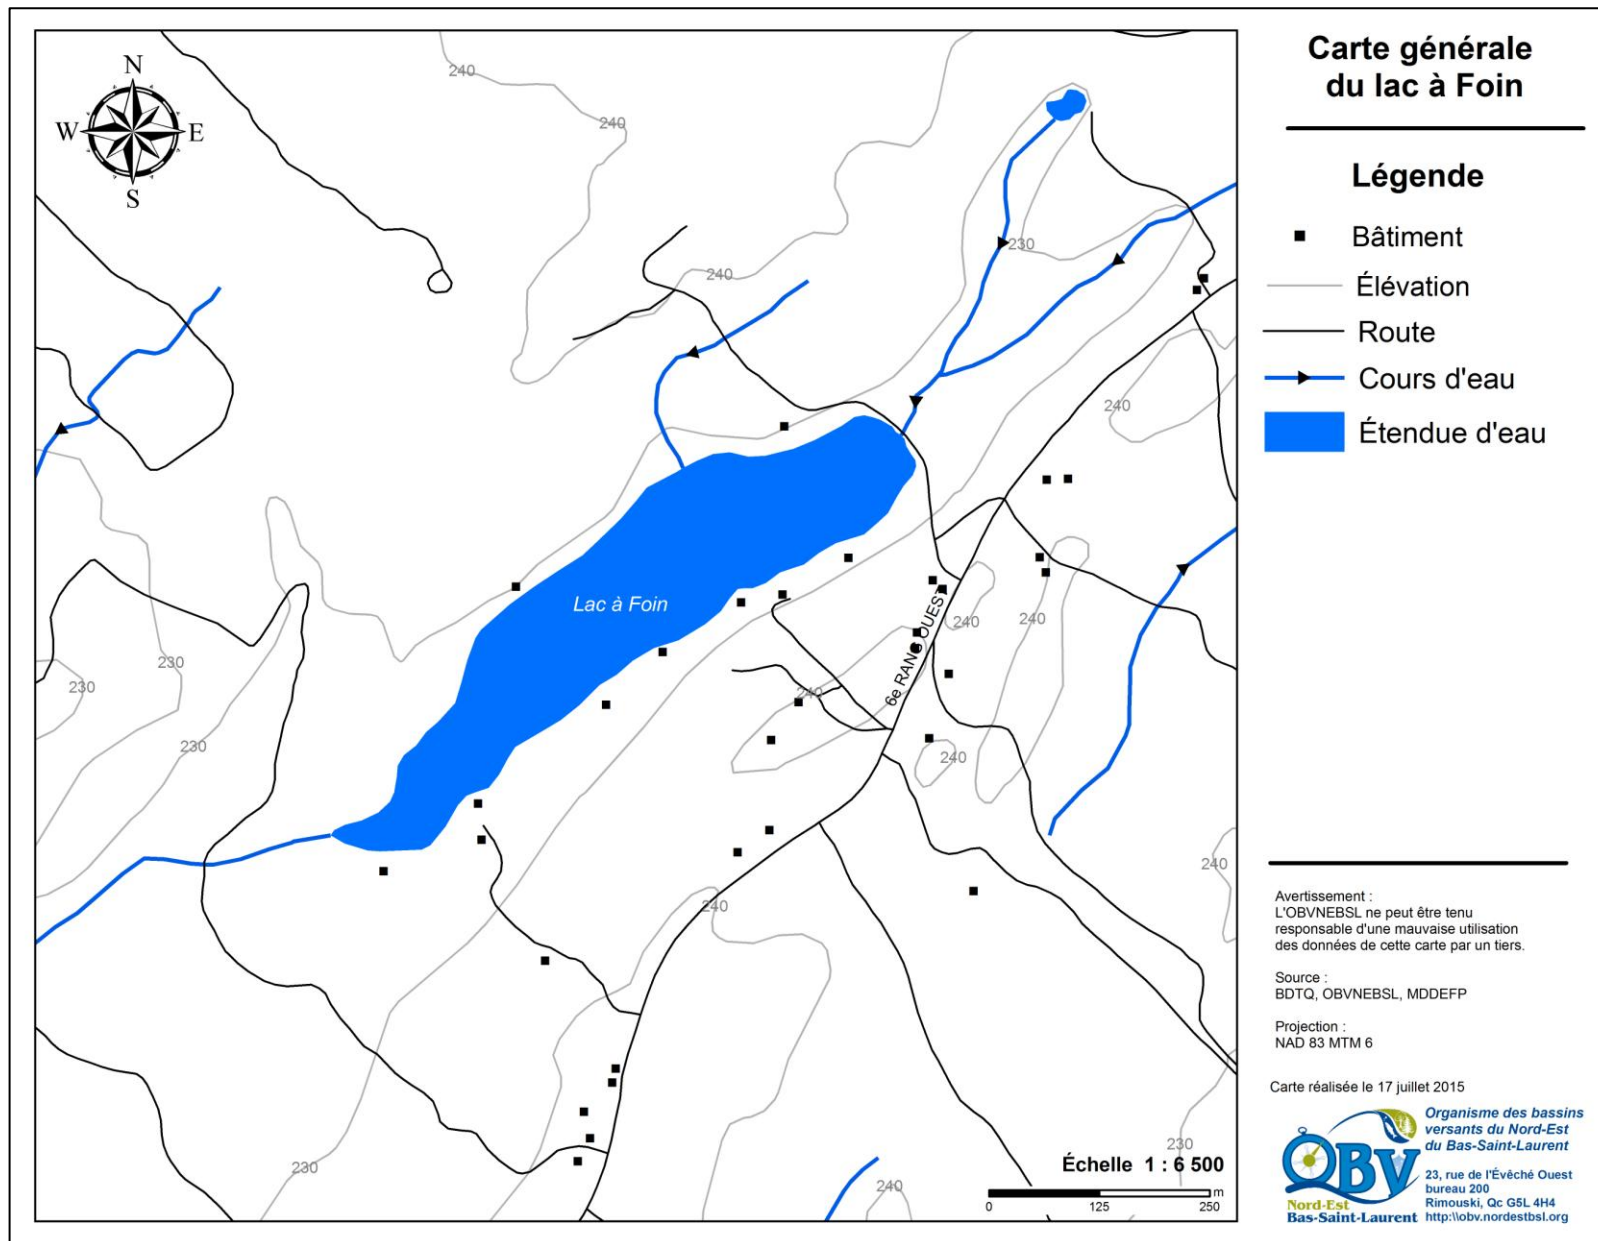 Carte générale
du lac à Foin
Légende
Bâtiment
Élévation
Route
Cours d'eau
Étendue d'eau
N
W
E
S
240
240
240
230
240
Lac à Foin
230
230
230
240
240
240
6e RANG OUEST
240
240
240
230
230
240
Échelle 1 : 6 500
0
125
250
m
Avertissement :
L'OBVNEBSL ne peut être tenu
responsable d'une mauvaise utilisation
des données de cette carte par un tiers.
Source :
BDTQ, OBVNEBSL, MDDEFP
Projection :
NAD 83 MTM 6
Carte réalisée le 17 juillet 2015
OBV
Nord-Est
Bas-Saint-Laurent
Organisme des bassins
versants du Nord-Est
du Bas-Saint-Laurent
23, rue de l'Évêché Ouest
bureau 200
Rimouski, Qc G5L 4H4
http:\\obv.nordestbsl.org